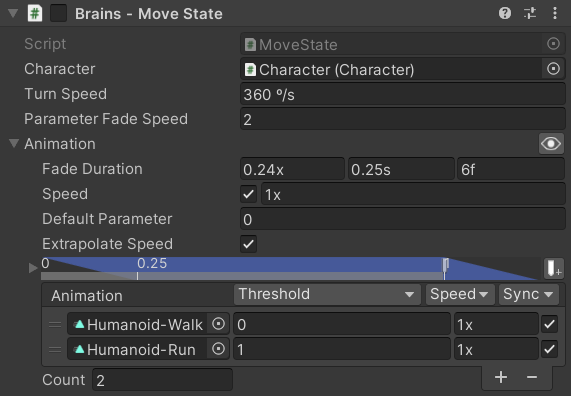 Brains - Move State
Script MoveState
Character Character (Character)
Turn Speed 360 °/s
Parameter Fade Speed 2
Animation
Fade Duration 0.24x 0.25s 6f
Speed 1x
Default Parameter 0
Extrapolate Speed
0 0.25 1
Animation Threshold Speed Sync
Humanoid-Walk 0 1x
Humanoid-Run 1 1x
Count 2 + −